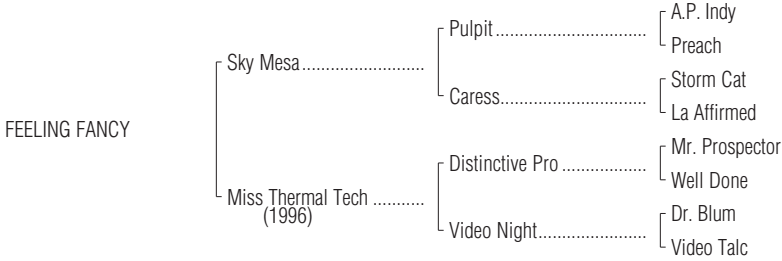 A.P. Indy
Pulpit
Preach
Sky Mesa
Storm Cat
Caress
La Affirmed
FEELING FANCY
Mr. Prospector
Distinctive Pro
Well Done
Miss Thermal Tech
(1996)
Dr. Blum
Video Night
Video Talc